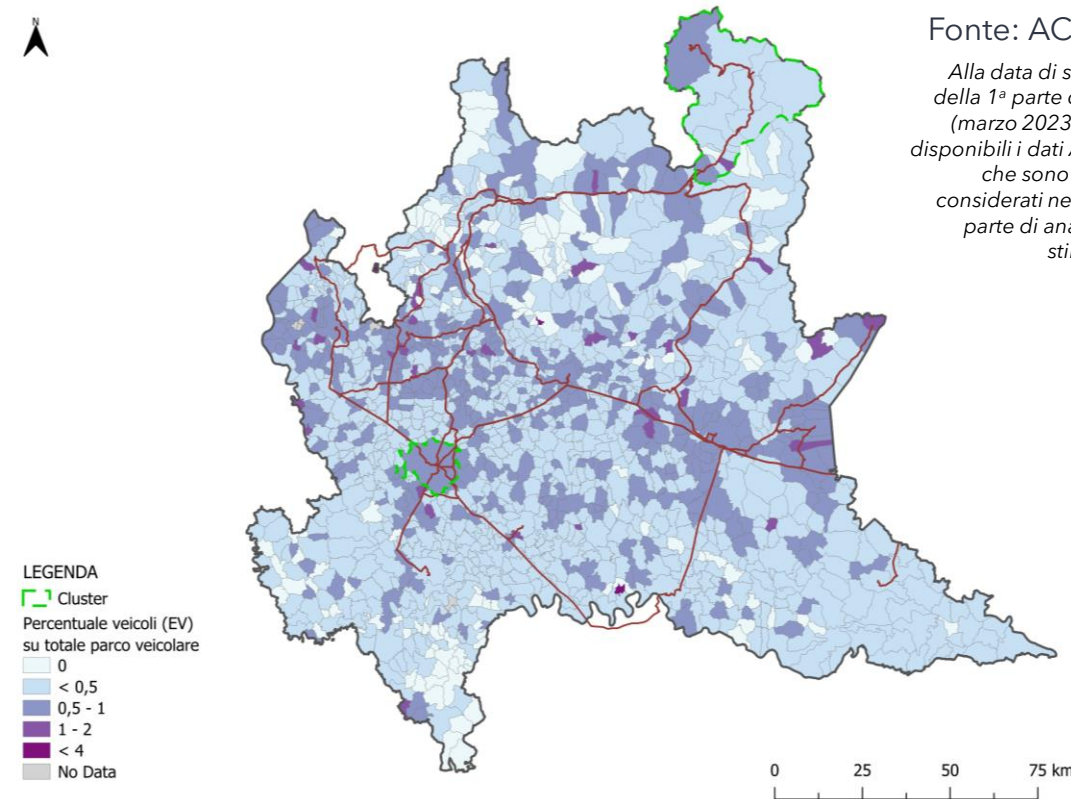 N
Fonte: AC
Alla data di s
della 1ª parte
(marzo 2023
disponibili i dati
che sono
considerati ne
parte di ana
sti
LEGENDA
Cluster
Percentuale veicoli (EV)
su totale parco veicolare
0
< 0,5
0,5 - 1
1 - 2
< 4
No Data
0 25 50 75 km